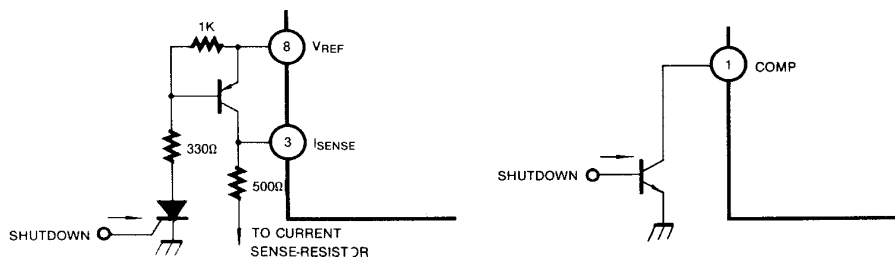 1K
8 VREF
3 ISENSE
330Ω
500Ω
SHUTDOWN
TO CURRENT
SENSE-RESISTOR
1 COMP
SHUTDOWN